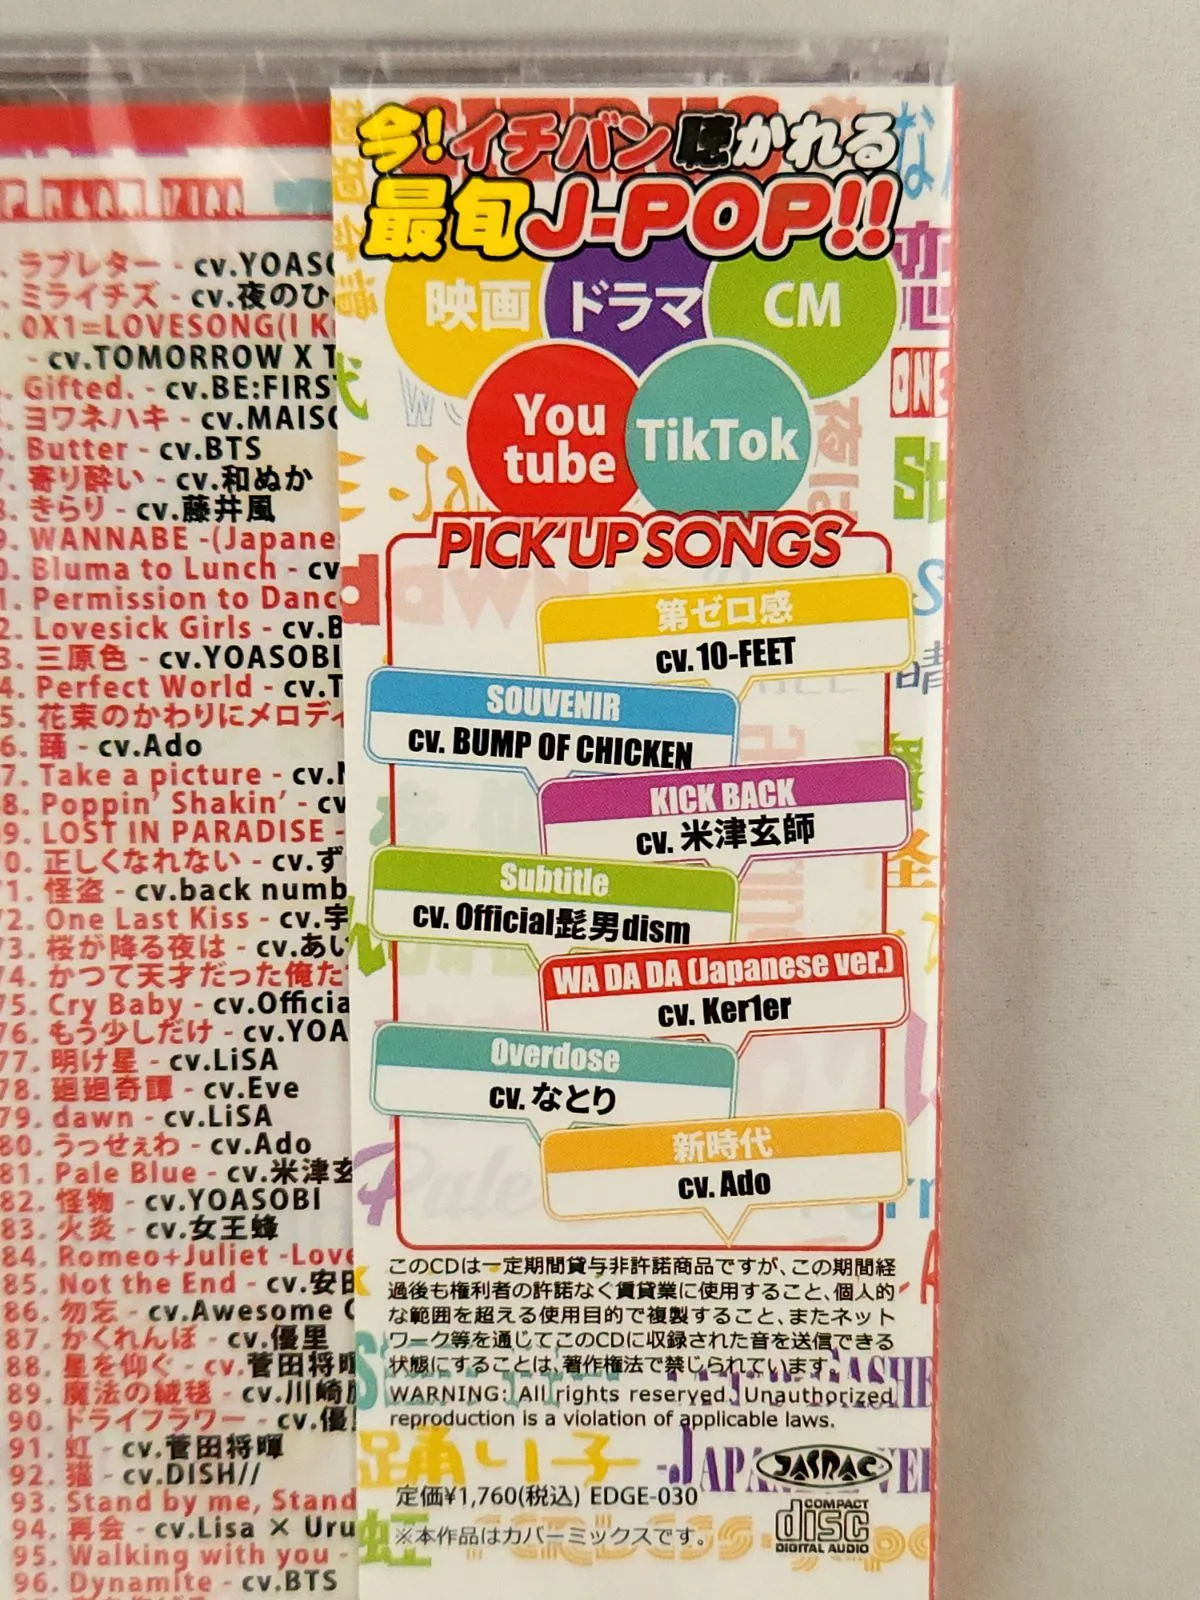 ラブレター - cv.YOASO
ミライチズ - cv.夜のひ
0X1=LOVESONG(I K
- cv.TOMORROW X T
Gifted. - cv.BE:FIRST
ヨワネハキ - cv.MAISO
Butter - cv.BTS
寄り酔い - cv.和ぬか
きらり - cv.藤井風
WANNABE -(Japane
Bluma to Lunch - cv
Permission to Danc
Lovesick Girls - cv.B
三原色 - cv.YOASOBI
Perfect World - cv.T
花束のかわりにメロディ
踊 - cv.Ado
Take a picture - cv.N
Poppin' Shakin' - cv
LOST IN PARADISE -
正しくなれない - cv.ず
71. 怪盗 - cv.back numb
72. One Last Kiss - cv.宇
73. 桜が降る夜は - cv.あい
74. かつて天才だった俺た
75. Cry Baby - cv.Officia
76. もう少しだけ - cv.YOA
77. 明け星 - cv.LiSA
78. 廻廻奇譚 - cv.Eve
79. dawn - cv.LiSA
80. うっせぇわ - cv.Ado
81. Pale Blue - cv.米津玄
82. 怪物 - cv.YOASOBI
83. 火炎 - cv.女王蜂
84. Romeo+Juliet -Love
85. Not the End - cv.安田
86. 勿忘 - cv.Awesome C
87. かくれんぼ - cv.優里
88. 星を仰ぐ - cv.菅田将暉
89. 魔法の絨毯 - cv.川崎
90. ドライフラワー - cv.優
91. 虹 - cv.菅田将暉
92. 猫 - cv.DISH//
93. Stand by me, Stand
94. 再会 - cv.Lisa × Uru
95. Walking with you -
96. Dynamite - cv.BTS
今!イチバン聴かれる
最旬J-POP!!
映画
ドラマ
CM
You
tube
TikTok
PICK UP SONGS
第ゼロ感
cv. 10-FEET
SOUVENIR
cv. BUMP OF CHICKEN
KICK BACK
cv. 米津玄師
Subtitle
cv. Official髭男dism
WA DA DA (Japanese ver.)
cv. Ker1er
Overdose
cv. なとり
新時代
cv. Ado
このCDは一定期間貸与非許諾商品ですが、この期間経
過後も権利者の許諾なく賃貸業に使用すること、個人的
な範囲を超える使用目的で複製すること、またネット
ワーク等を通じてこのCDに収録された音を送信できる
状態にすることは、著作権法で禁じられています。
WARNING: All rights reserved. Unauthorized
reproduction is a violation of applicable laws.
定価¥1,760(税込) EDGE-030
※本作品はカバーミックスです。
JASRAC
COMPACT
disc
DIGITAL AUDIO